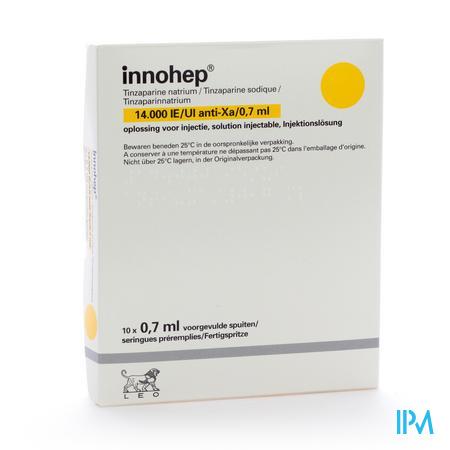 innohep®
Tinzaparine natrium / Tinzaparine sodique /
Tinzaparinnatrium
14.000 IE/UI anti-Xa/0,7 ml
oplossing voor injectie, solution injectable, Injektionslösung
Bewaren beneden 25°C in de oorspronkelijke verpakking.
A conserver à une température ne dépassant pas 25°C dans l'emballage d'origine.
Nicht über 25°C lagern, in der Originalverpackung.
10 x 0,7 ml voorgevulde spuiten/
seringues préremplies/Fertigspritze
LEO
IPM